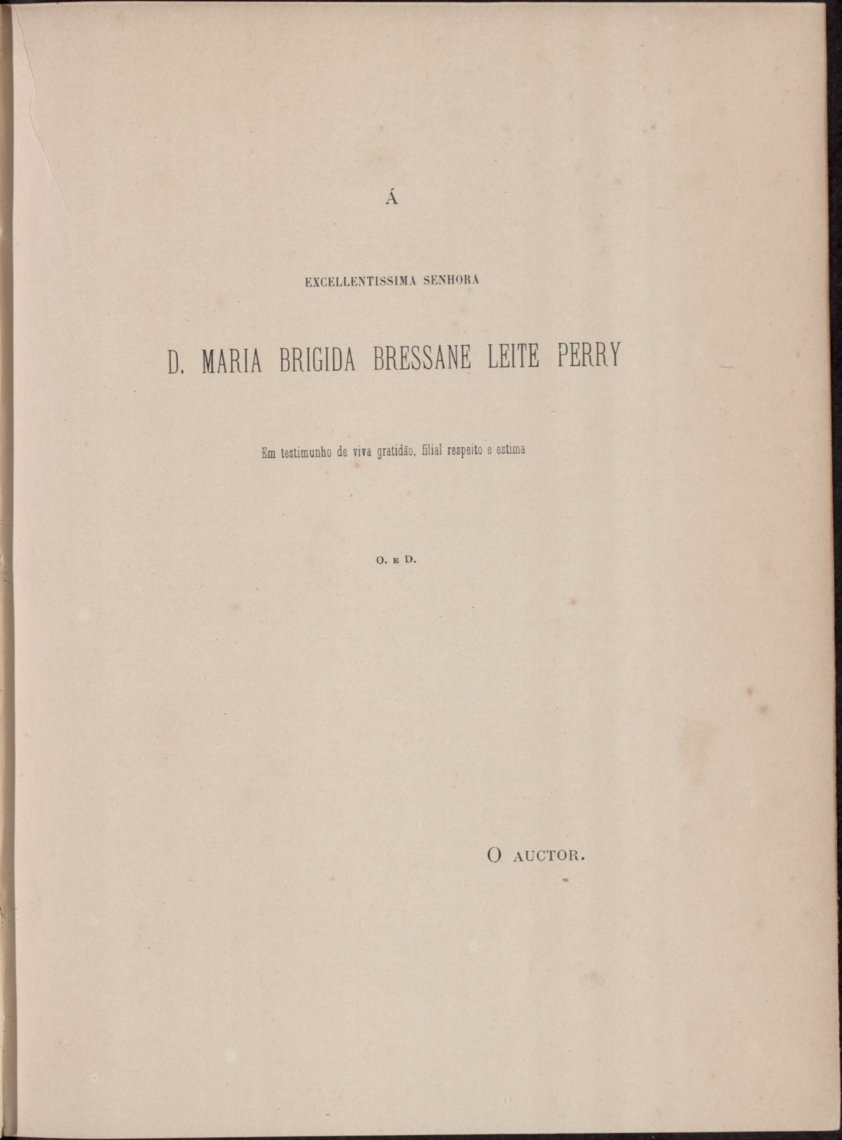 Á
EXCELLENTISSIMA SENHORA
D. MARIA BRIGIDA BRESSANE LEITE PERRY
Em testimunho de viva gratidão, filial respeito e estima
O. E D.
O AUCTOR.